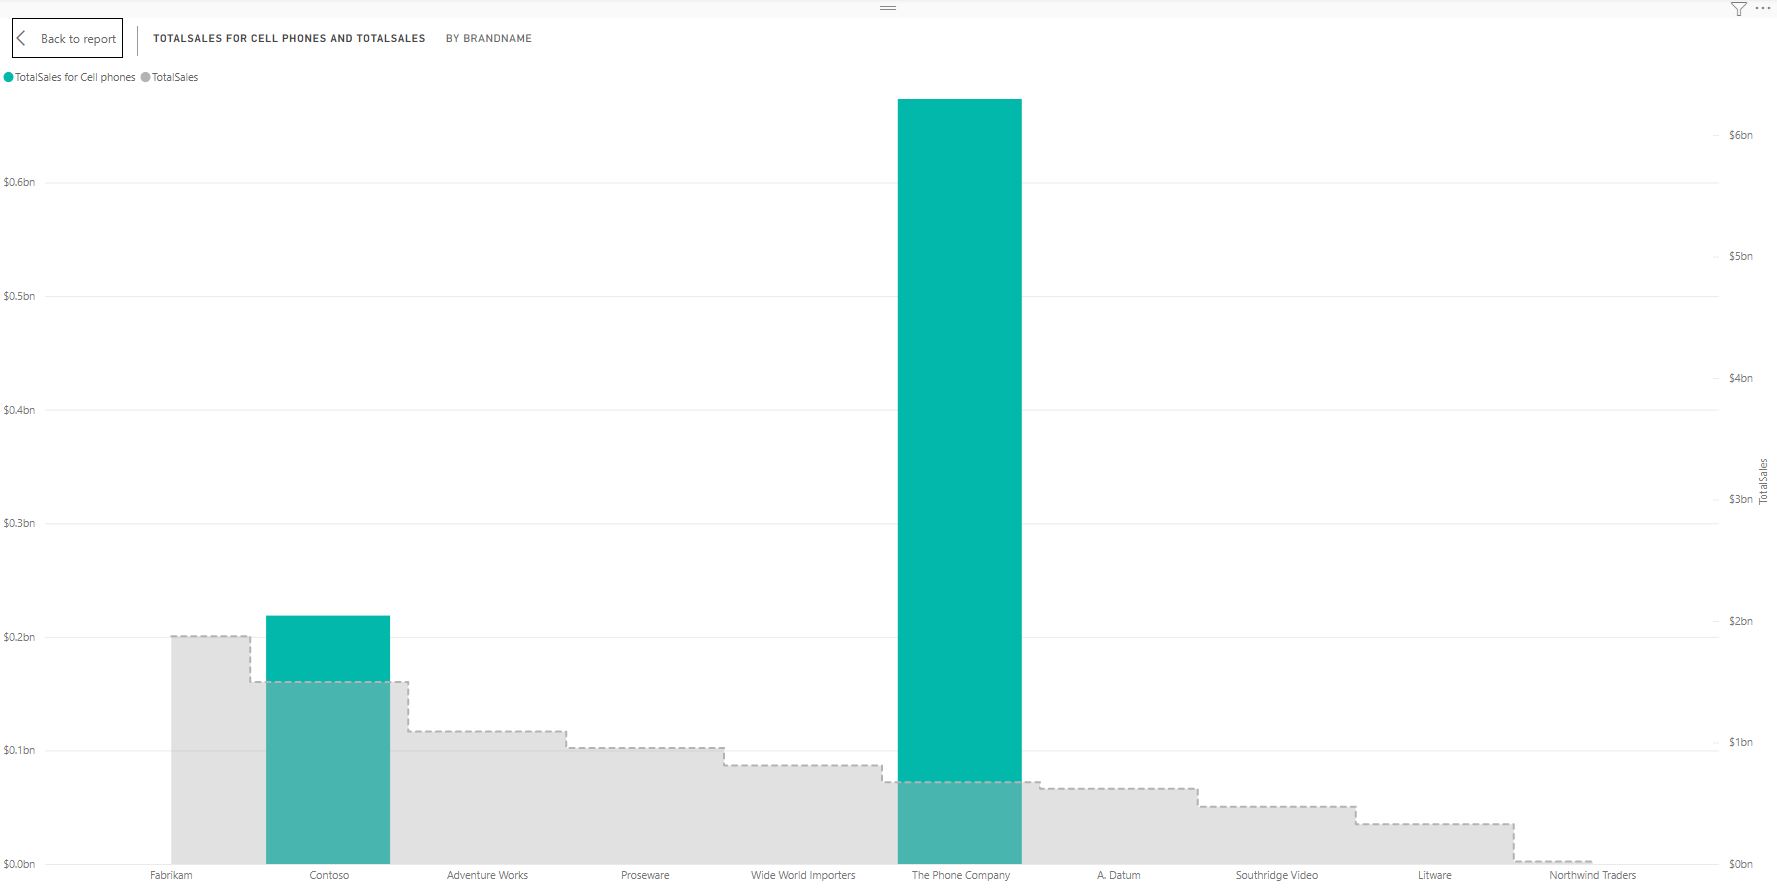 Back to report
TOTALSALES FOR CELL PHONES AND TOTALSALES BY BRANDNAME
TotalSales for Cell phones TotalSales
$0.6bn
$0.5bn
$0.4bn
$0.3bn
$0.2bn
$0.1bn
$0.0bn
$6bn
$5bn
$4bn
$3bn
$2bn
$1bn
$0bn
TotalSales
Fabrikam Contoso Adventure Works Proseware Wide World Importers The Phone Company A. Datum Southridge Video Litware Northwind Traders